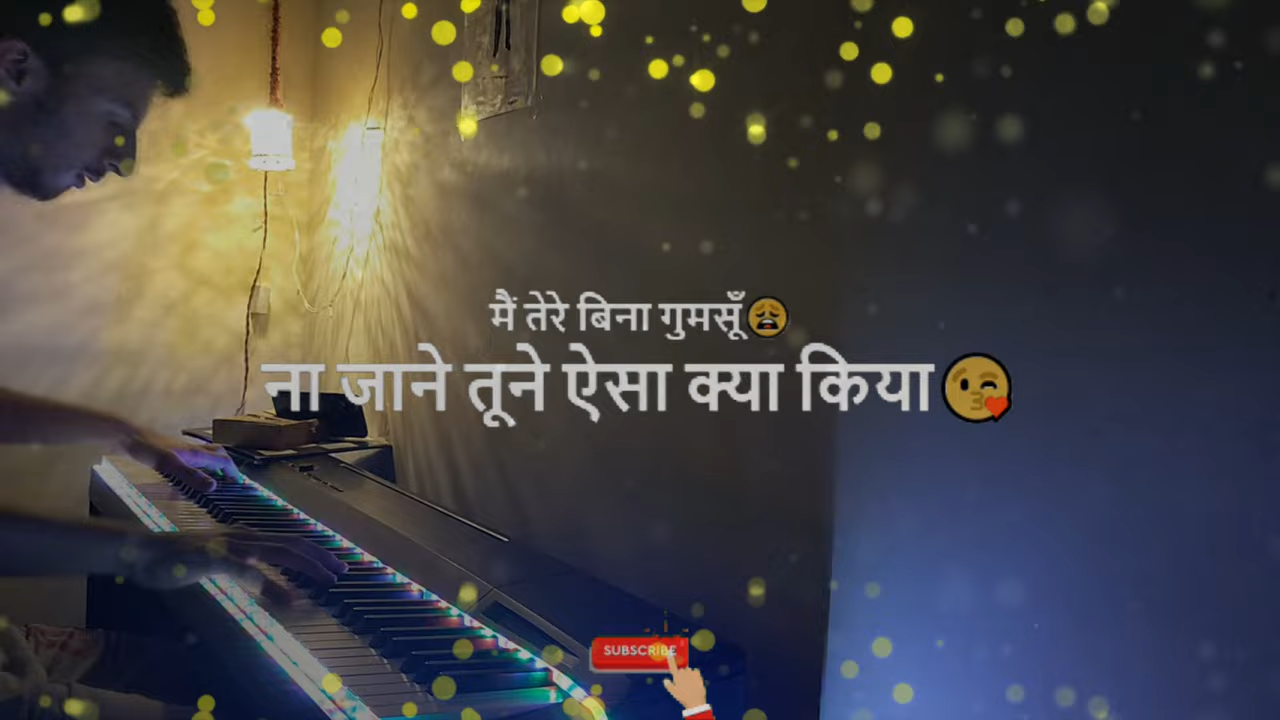 मैं तेरे बिना गुमसूँ😩
ना जाने तूने ऐसा क्या किया😘
SUBSCRIBE